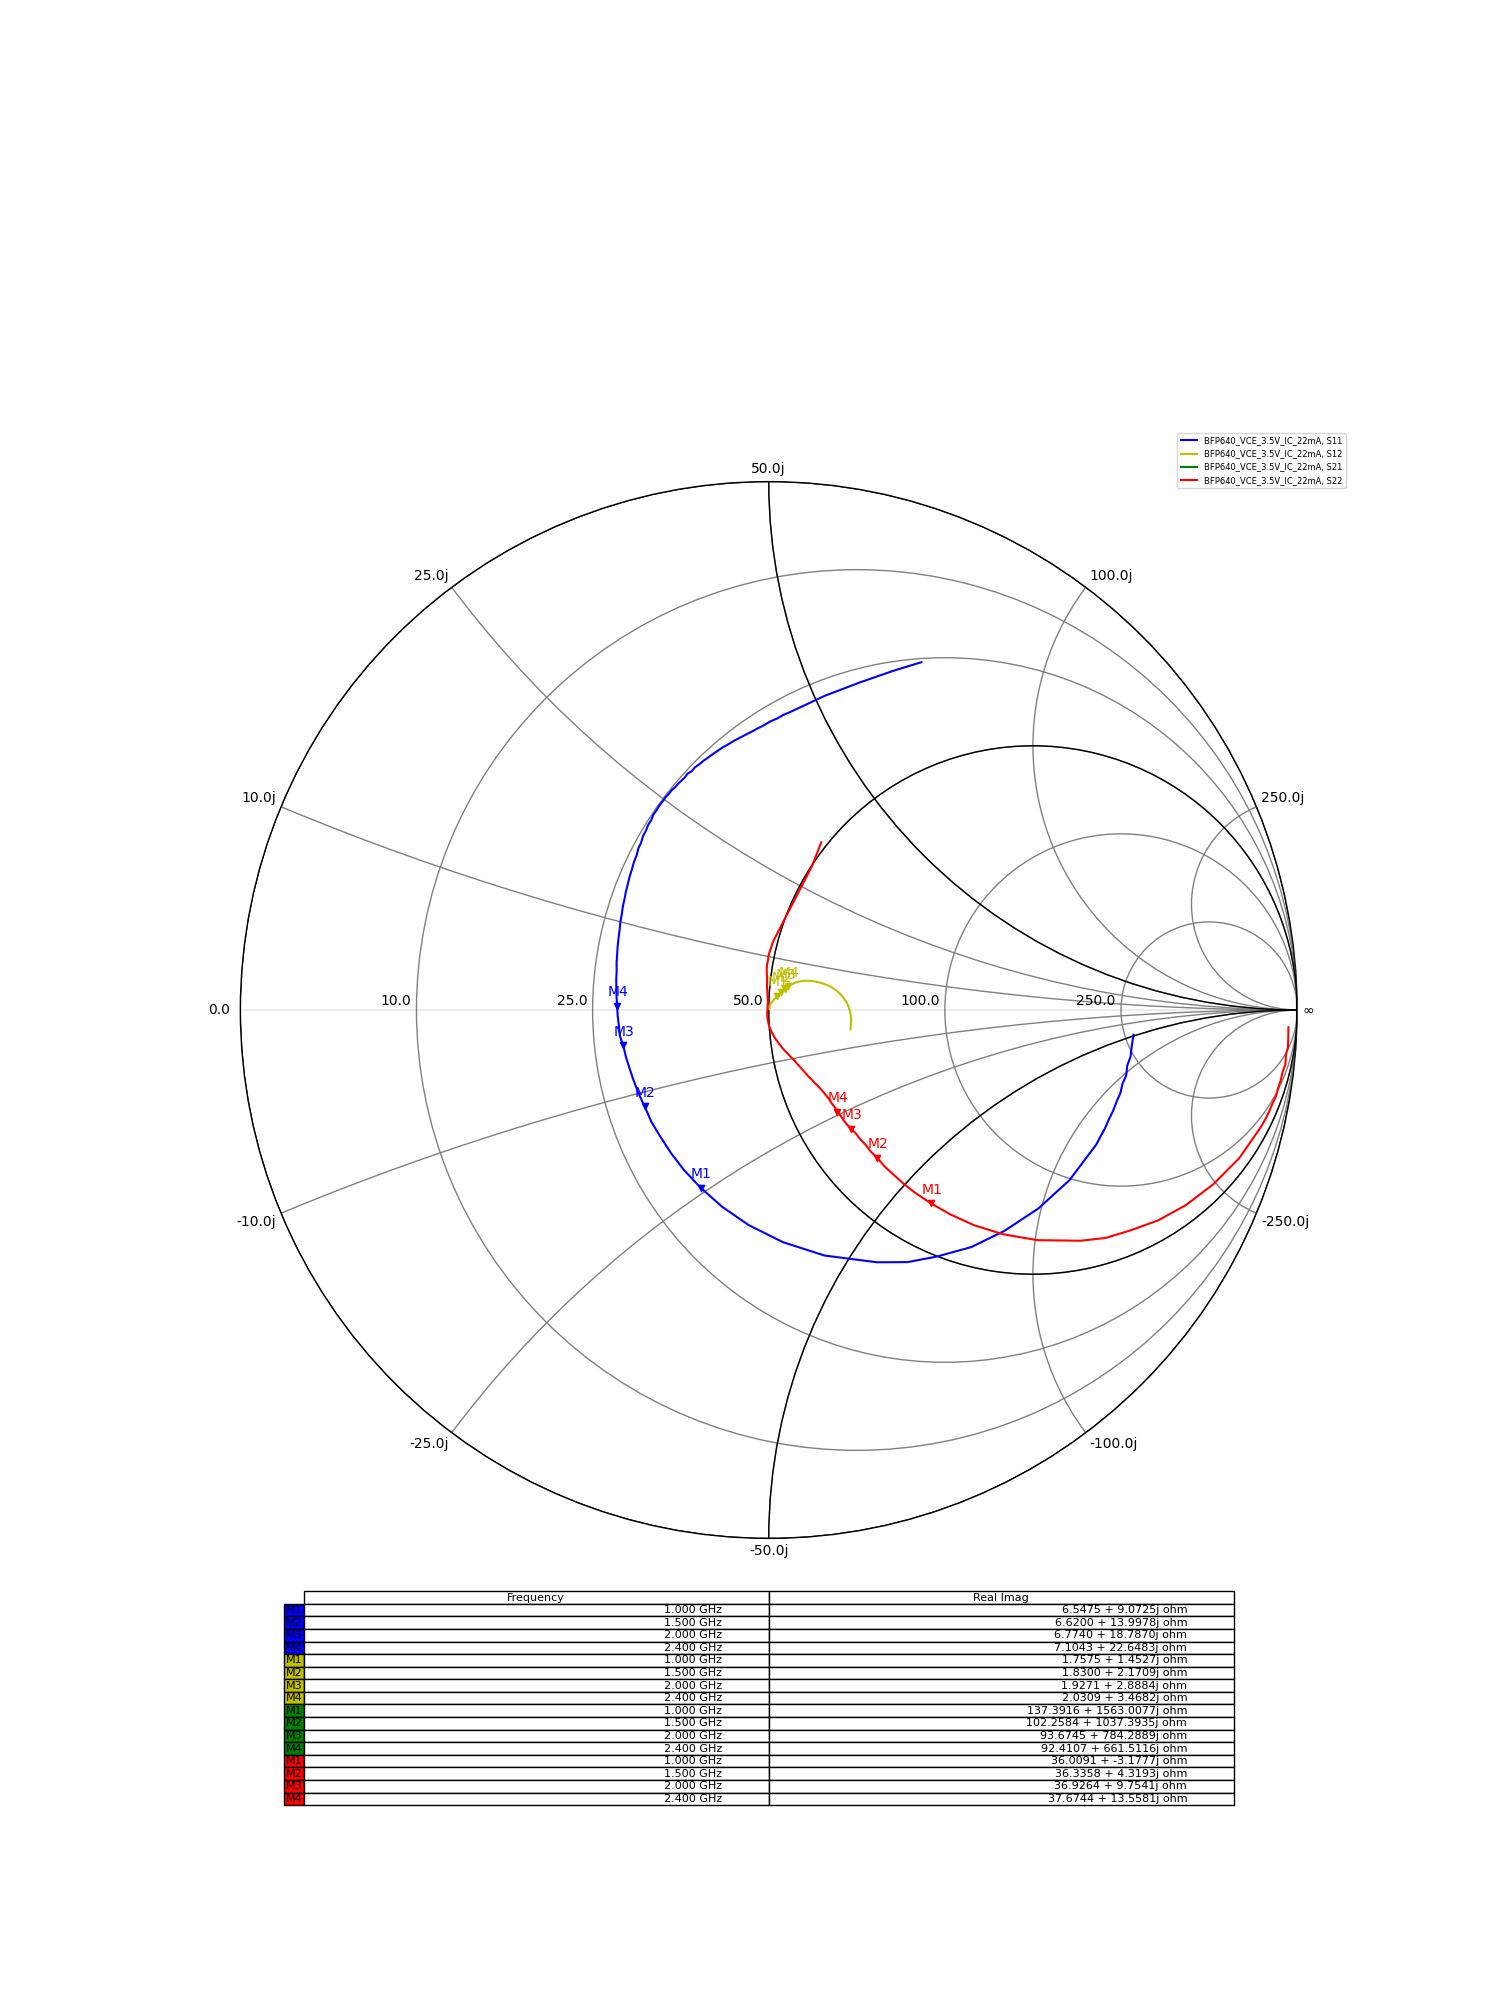 BFP640_VCE_3.5V_IC_22mA, S11
BFP640_VCE_3.5V_IC_22mA, S12
BFP640_VCE_3.5V_IC_22mA, S21
BFP640_VCE_3.5V_IC_22mA, S22
50.0j
25.0j
100.0j
10.0j
250.0j
M4
M4
0.0
10.0
25.0
50.0
100.0
250.0
∞
M3
M2
M4
M3
M2
M1
M1
-10.0j
-250.0j
-25.0j
-100.0j
-50.0j
Frequency Real Imag
M1 1.000 GHz 6.5475 + 9.0725j ohm
M2 1.500 GHz 6.6200 + 13.9978j ohm
M3 2.000 GHz 6.7740 + 18.7870j ohm
M4 2.400 GHz 7.1043 + 22.6483j ohm
M1 1.000 GHz 1.7575 + 1.4527j ohm
M2 1.500 GHz 1.8300 + 2.1709j ohm
M3 2.000 GHz 1.9271 + 2.8884j ohm
M4 2.400 GHz 2.0309 + 3.4682j ohm
M1 1.000 GHz 137.3916 + 1563.0077j ohm
M2 1.500 GHz 102.2584 + 1037.3935j ohm
M3 2.000 GHz 93.6745 + 784.2889j ohm
M4 2.400 GHz 92.4107 + 661.5116j ohm
M1 1.000 GHz 36.0091 + -3.1777j ohm
M2 1.500 GHz 36.3358 + 4.3193j ohm
M3 2.000 GHz 36.9264 + 9.7541j ohm
M4 2.400 GHz 37.6744 + 13.5581j ohm